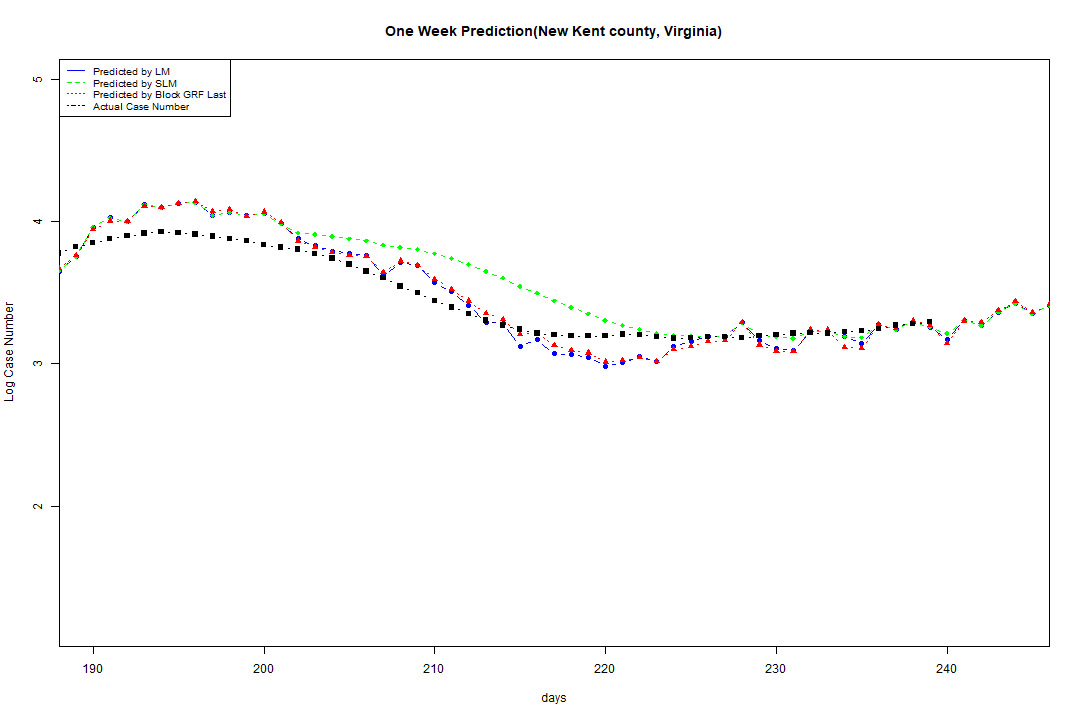 One Week Prediction(New Kent county, Virginia)
Predicted by LM
Predicted by SLM
Predicted by Block GRF Last
Actual Case Number
5
4
3
2
Log Case Number
190 200 210 220 230 240
days